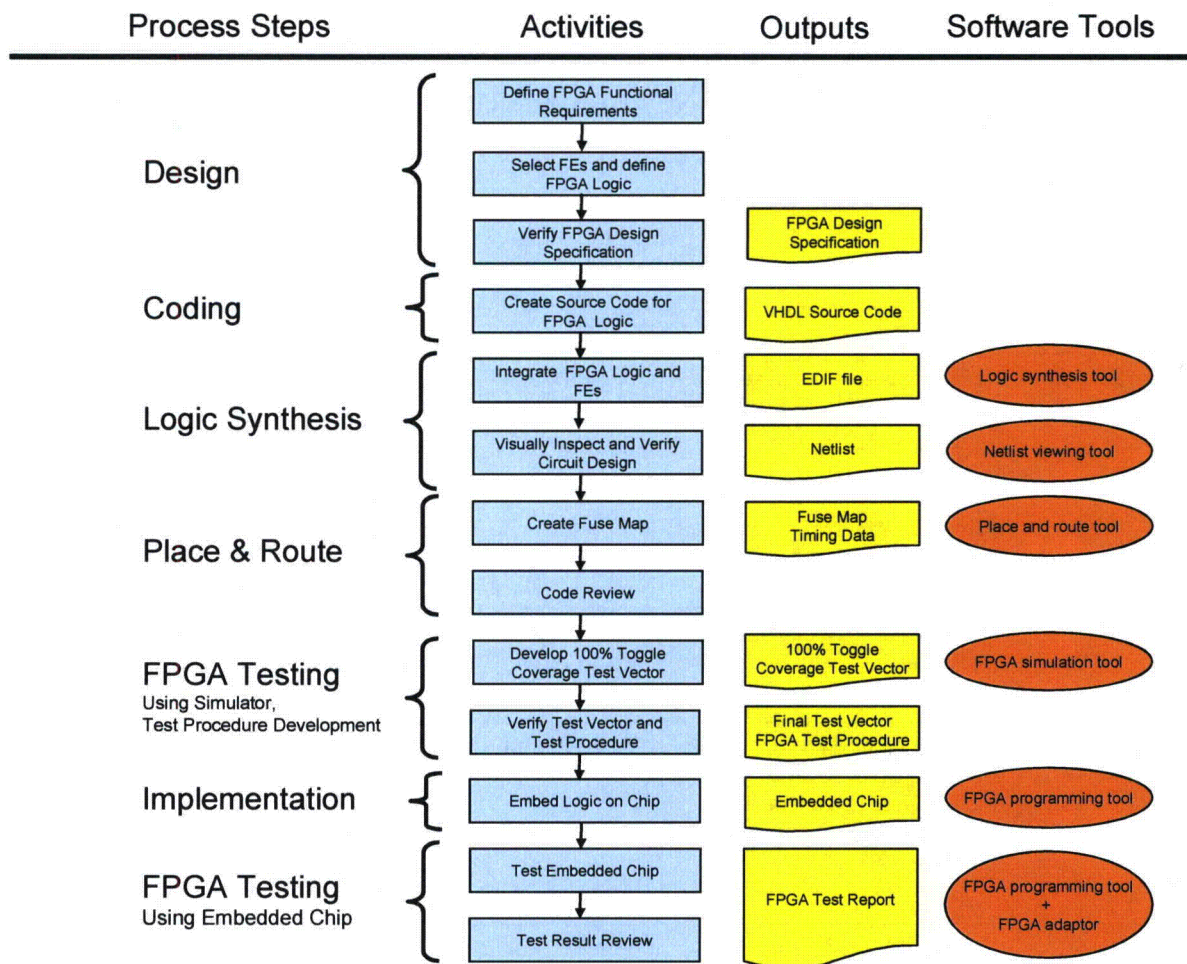 Process Steps Activities Outputs Software Tools
Design
Define FPGA Functional
Requirements
Select FEs and define
FPGA Logic
Verify FPGA Design
Specification
FPGA Design
Specification
Coding
Create Source Code for
FPGA Logic
VHDL Source Code
Logic Synthesis
Integrate FPGA Logic and
FEs
EDIF file
Logic synthesis tool
Visually Inspect and Verify
Circuit Design
Netlist
Netlist viewing tool
Place & Route
Create Fuse Map
Fuse Map
Timing Data
Place and route tool
Code Review
FPGA Testing
Using Simulator,
Test Procedure Development
Develop 100% Toggle
Coverage Test Vector
100% Toggle
Coverage Test Vector
FPGA simulation tool
Verify Test Vector and
Test Procedure
Final Test Vector
FPGA Test Procedure
Implementation
Embed Logic on Chip
Embedded Chip
FPGA programming tool
FPGA Testing
Using Embedded Chip
Test Embedded Chip
Test Result Review
FPGA Test Report
FPGA programming tool
+
FPGA adaptor